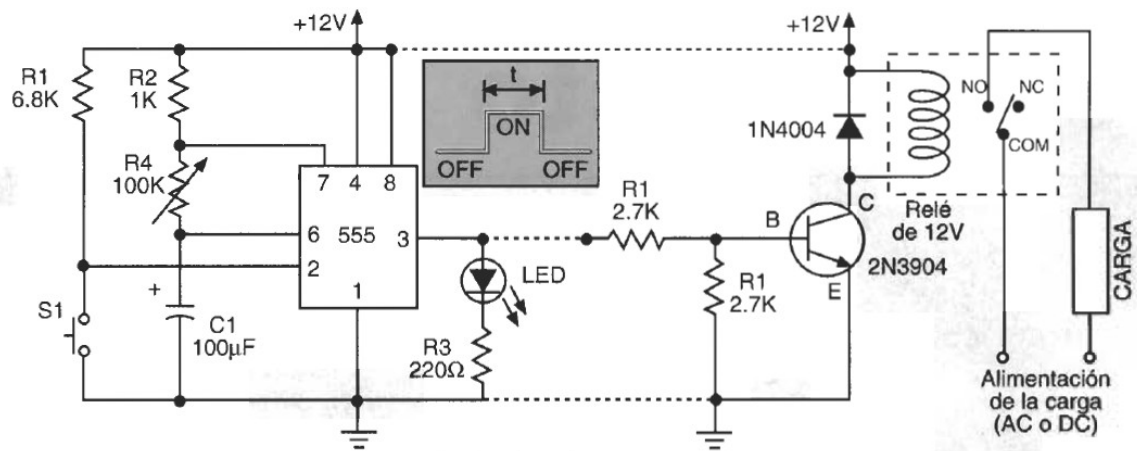 +12V
+12V
R1
6.8K
R2
1K
t
ON
OFF
OFF
1N4004
NO
NC
COM
R4
100K
7
4
8
6
555
3
2
1
R1
2.7K
B
C
E
2N3904
Relé
de 12V
CARGA
LED
R1
2.7K
S1
+
C1
100µF
R3
220Ω
Alimentación
de la carga
(AC o DC)